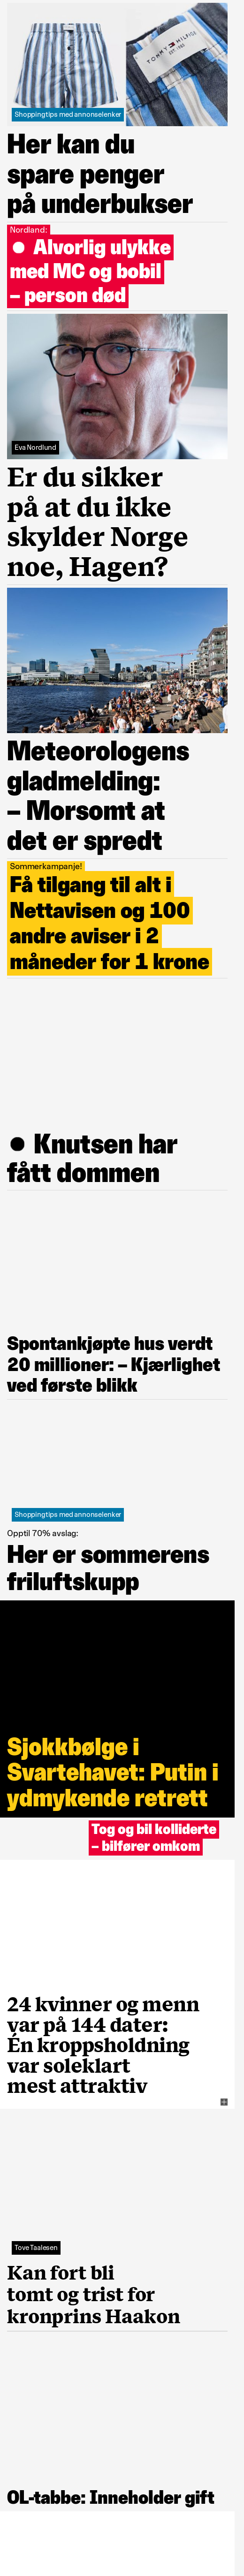 TOMMY HILFIGER
Shoppingtips med annonselenker
Her kan du
spare penger
på underbukser
Nordland:
Alvorlig ulykke
med MC og bobil
– person død
Eva Nordlund
Er du sikker
på at du ikke
skylder Norge
noe, Hagen?
Meteorologens
gladmelding:
– Morsomt at
det er spredt
Sommerkampanje!
Få tilgang til alt i
Nettavisen og 100
andre aviser i 2
måneder for 1 krone
Knutsen har
fått dommen
Spontankjøpte hus verdt
20 millioner: – Kjærlighet
ved første blikk
Shoppingtips med annonselenker
Opptil 70% avslag:
Her er sommerens
friluftskupp
Sjokkbølge i
Svartehavet: Putin i
ydmykende retrett
Tog og bil kolliderte
– bilfører omkom
24 kvinner og menn
var på 144 dater:
Én kroppsholdning
var soleklart
mest attraktiv
Tove Taalesen
Kan fort bli
tomt og trist for
kronprins Haakon
OL-tabbe: Inneholder gift